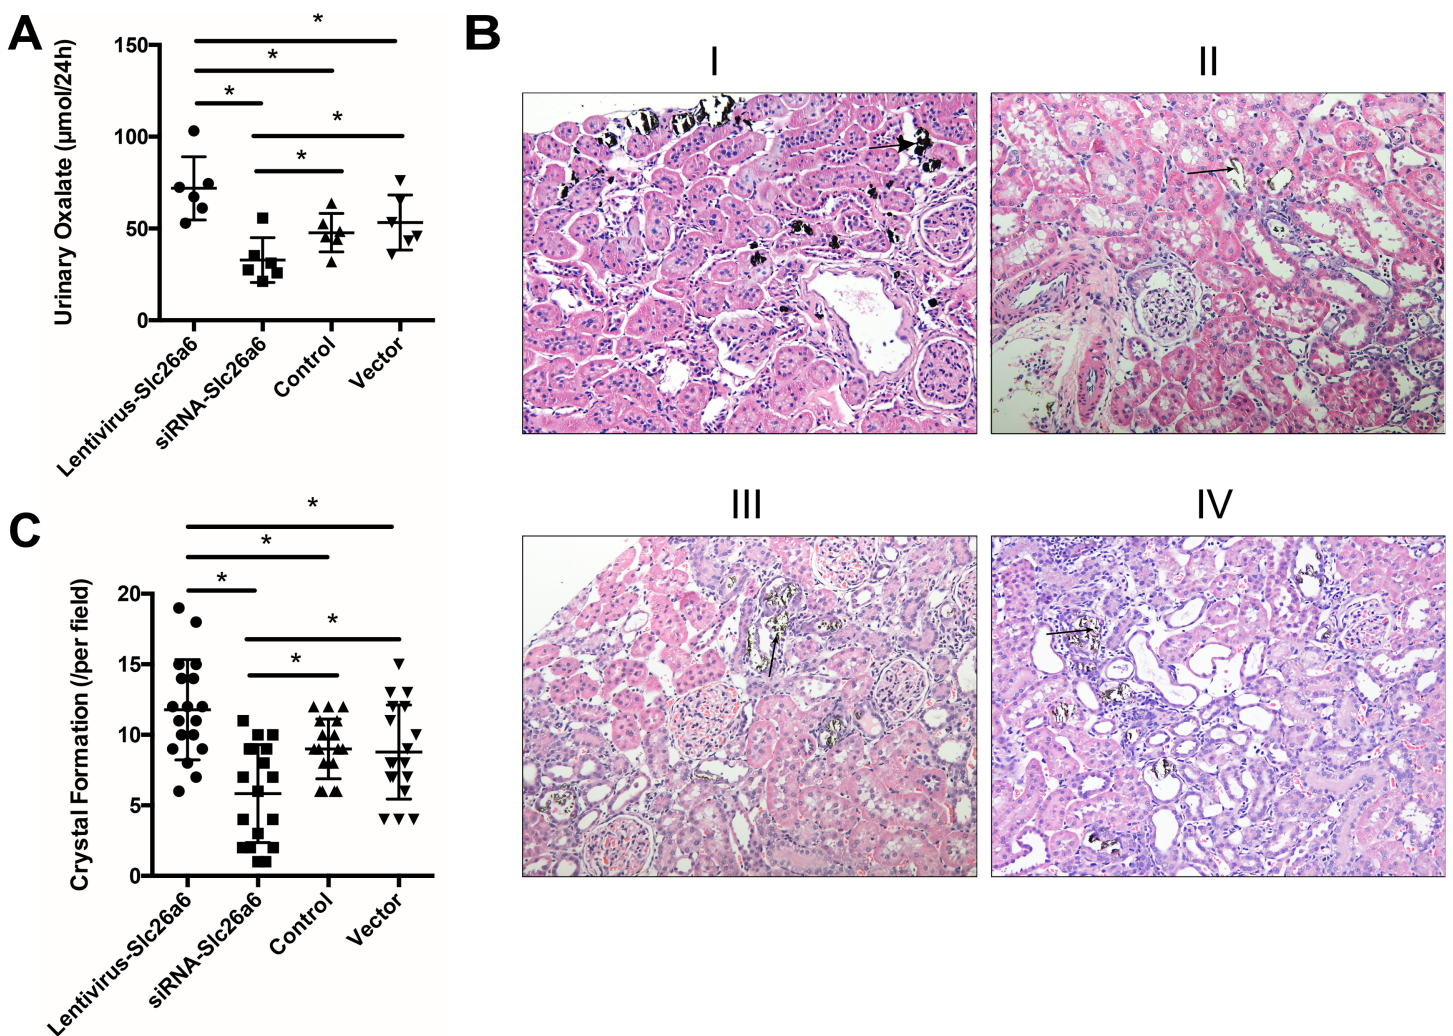 A
*
*
*
*
*
Urinary Oxalate (μmol/24h)
150
100
50
0
Lentivirus-Slc26a6
siRNA-Slc26a6
Control
Vector
B
I
II
III
IV
C
*
*
*
*
*
Crystal Formation (/per field)
20
15
10
5
0
Lentivirus-Slc26a6
siRNA-Slc26a6
Control
Vector